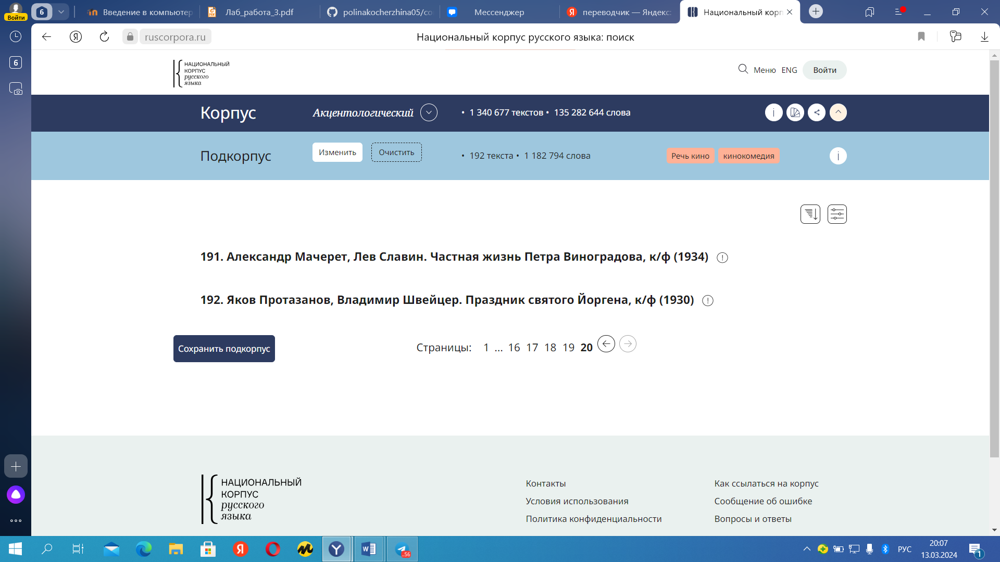 Войти
6
Введение в компьютер
Лаб_работа_3.pdf
polinakocherzhina05/co
Мессенджер
переводчик — Яндекс:
Национальный корп
ruscorpora.ru
Национальный корпус русского языка: поиск
6
НАЦИОНАЛЬНЫЙ
КОРПУС
русского
языка
Меню
ENG
Войти
Корпус
Акцентологический
• 1 340 677 текстов • 135 282 644 слова
Подкорпус
Изменить
Очистить
• 192 текста • 1 182 794 слова
Речь кино
кинокомедия
191. Александр Мачерет, Лев Славин. Частная жизнь Петра Виноградова, к/ф (1934)
192. Яков Протазанов, Владимир Швейцер. Праздник святого Йоргена, к/ф (1930)
Сохранить подкорпус
Страницы: 1 ... 16 17 18 19 20
НАЦИОНАЛЬНЫЙ
КОРПУС
русского
языка
Контакты
Условия использования
Политика конфиденциальности
Как ссылаться на корпус
Сообщение об ошибке
Вопросы и ответы
..56
РУС
20:07
13.03.2024
1